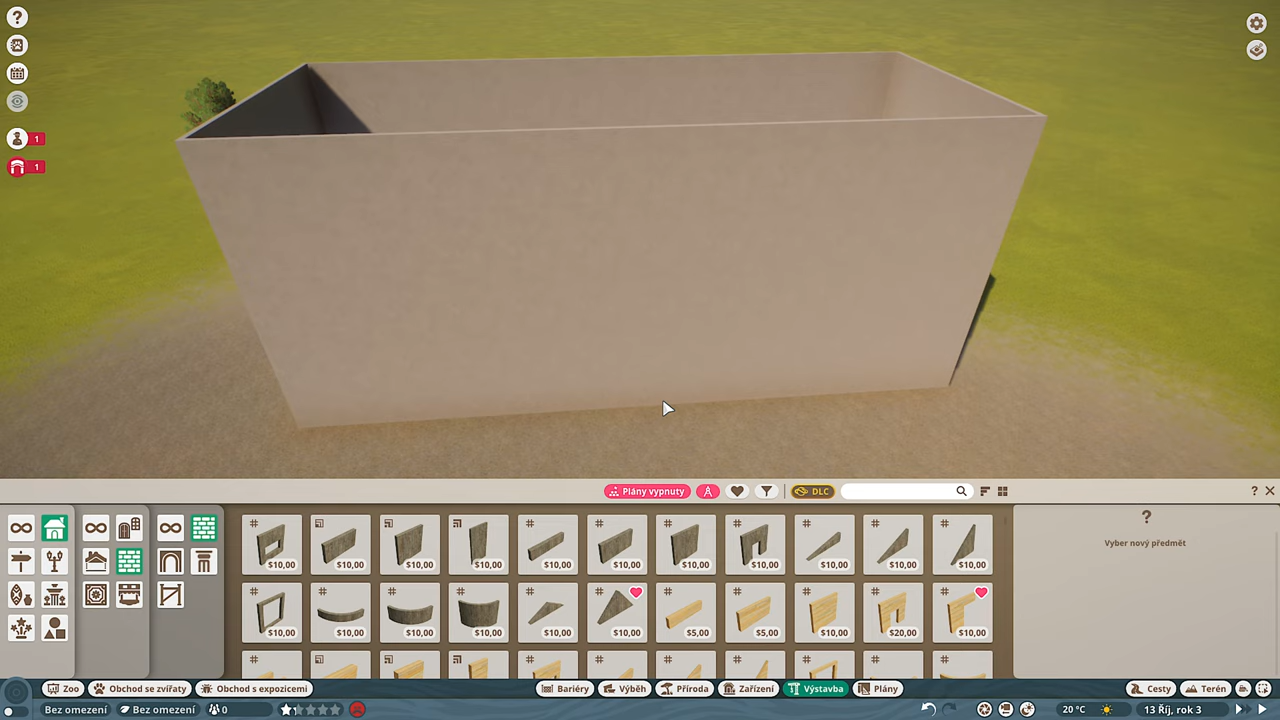 ?
1
1
Plány vypnuty
DLC
?
$10,00 $10,00 $10,00 $10,00 $10,00 $10,00 $10,00 $10,00 $10,00 $10,00 $10,00
$10,00 $10,00 $10,00 $10,00 $10,00 $10,00 $5,00 $5,00 $10,00 $20,00 $10,00
?
Vyber nový předmět
Zoo Obchod se zvířaty Obchod s expozicemi Bariéry Výběh Příroda Zařízení Výstavba Plány Cesty Terén
Bez omezení Bez omezení 0 1 20 °C 13 Říj, rok 3